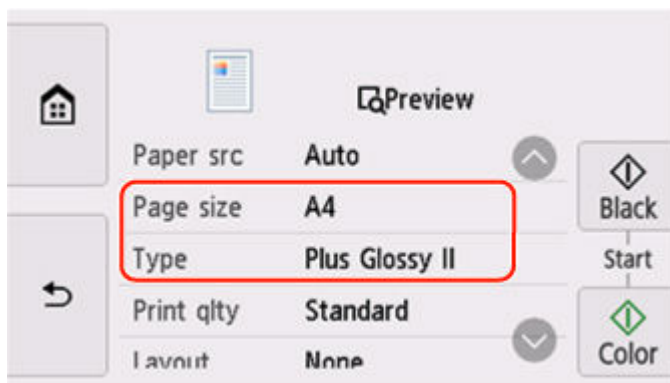 Preview
Paper src Auto
Page size A4
Type Plus Glossy II
Print qlty Standard
Layout None
Black
Start
Color